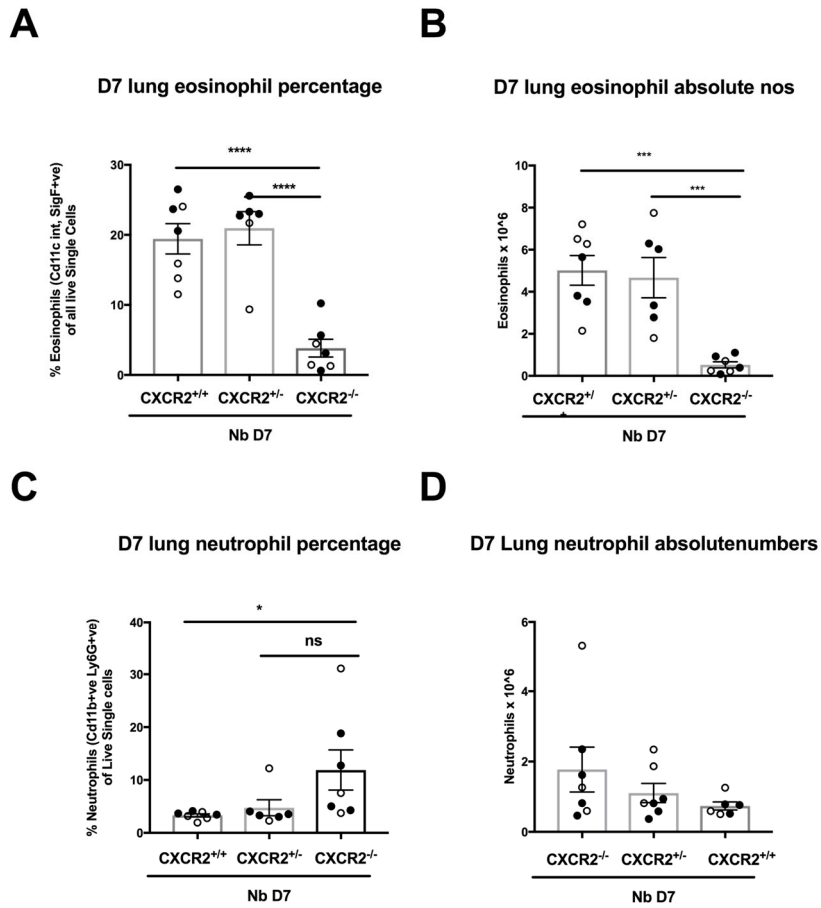 A
D7 lung eosinophil percentage
% Eosinophils (Cd11c int, SigF+ve)
of all live Single Cells
****
****
30
20
10
0
CXCR2+/+ CXCR2+/- CXCR2-/-
Nb D7
B
D7 lung eosinophil absolute nos
Eosinophils x 10^6
***
***
10
8
6
4
2
0
CXCR2+/
+
CXCR2+/- CXCR2-/-
Nb D7
C
D7 lung neutrophil percentage
% Neutrophils (Cd11b+ve Ly6G+ve)
of Live Single cells
*
ns
40
30
20
10
0
CXCR2+/+ CXCR2+/- CXCR2-/-
Nb D7
D
D7 Lung neutrophil absolutenumbers
Neutrophils x 10^6
6
4
2
0
CXCR2-/- CXCR2+/- CXCR2+/+
Nb D7